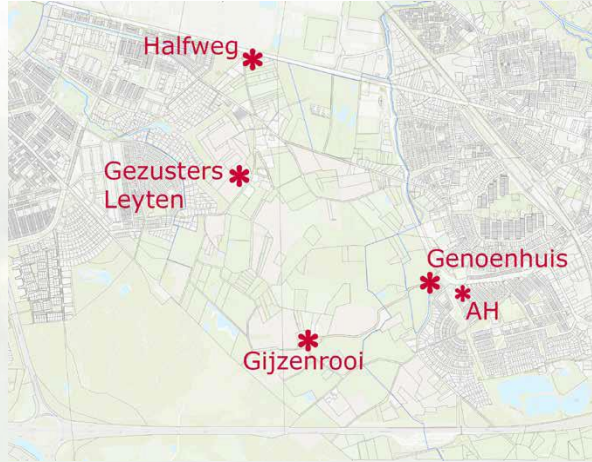 Halfweg
Gezusters
Leyten
Genoenhuis
AH
Gijzenrooi